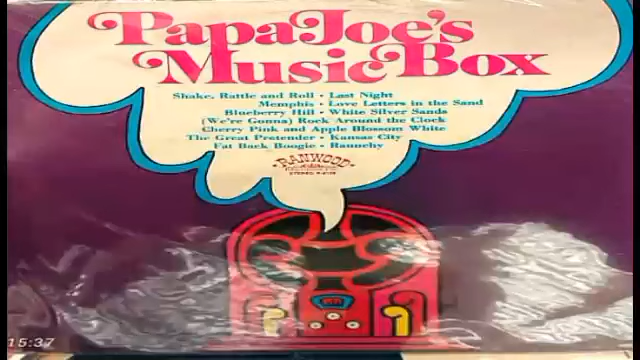 PapaJoe's
Music Box
Shake, Rattle and Roll • Last Night
Memphis • Love Letters in the Sand
Blueberry Hill • White Silver Sands
(We're Gonna) Rock Around the Clock
Cherry Pink and Apple Blossom White
The Great Pretender • Kansas City
Fat Back Boogie • Raunchy
RANWOOD
STEREO
15:37